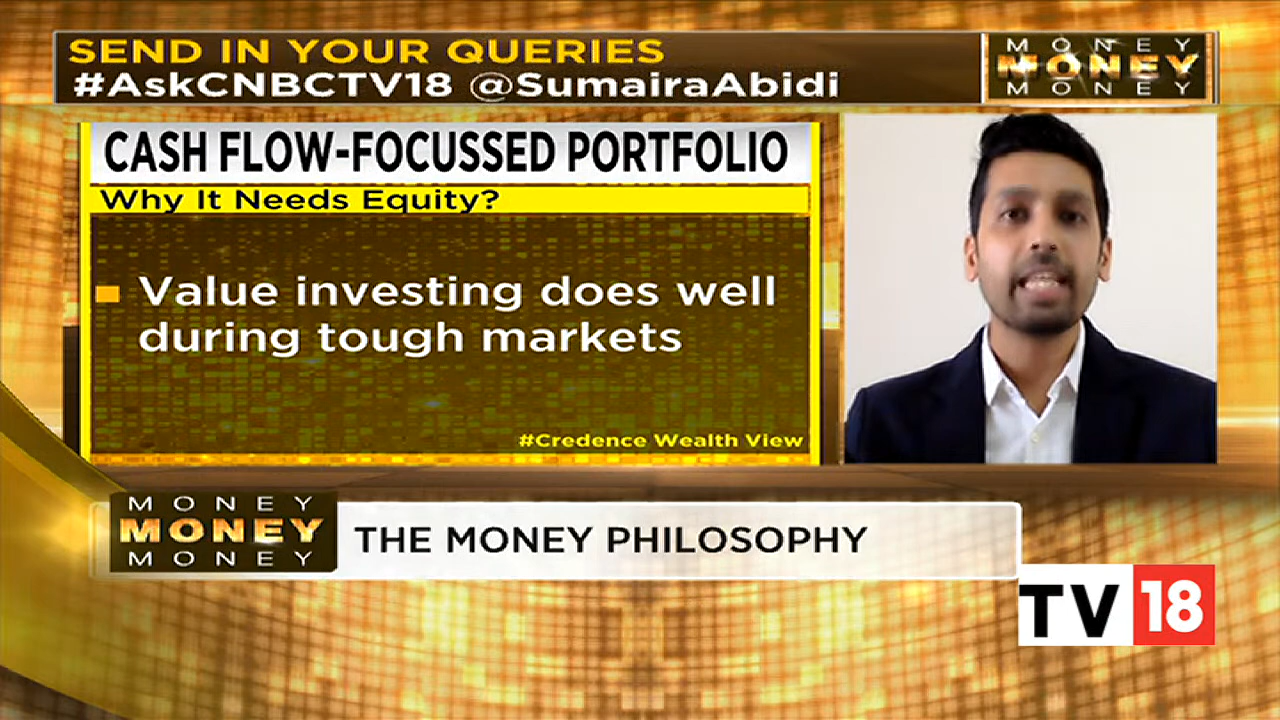 SEND IN YOUR QUERIES
#AskCNBCTV18 @SumairaAbidi
MONEY
MONEY
MONEY
CASH FLOW-FOCUSSED PORTFOLIO
Why It Needs Equity?
Value investing does well
during tough markets
#Credence Wealth View
MONEY
MONEY
MONEY
THE MONEY PHILOSOPHY
TV18